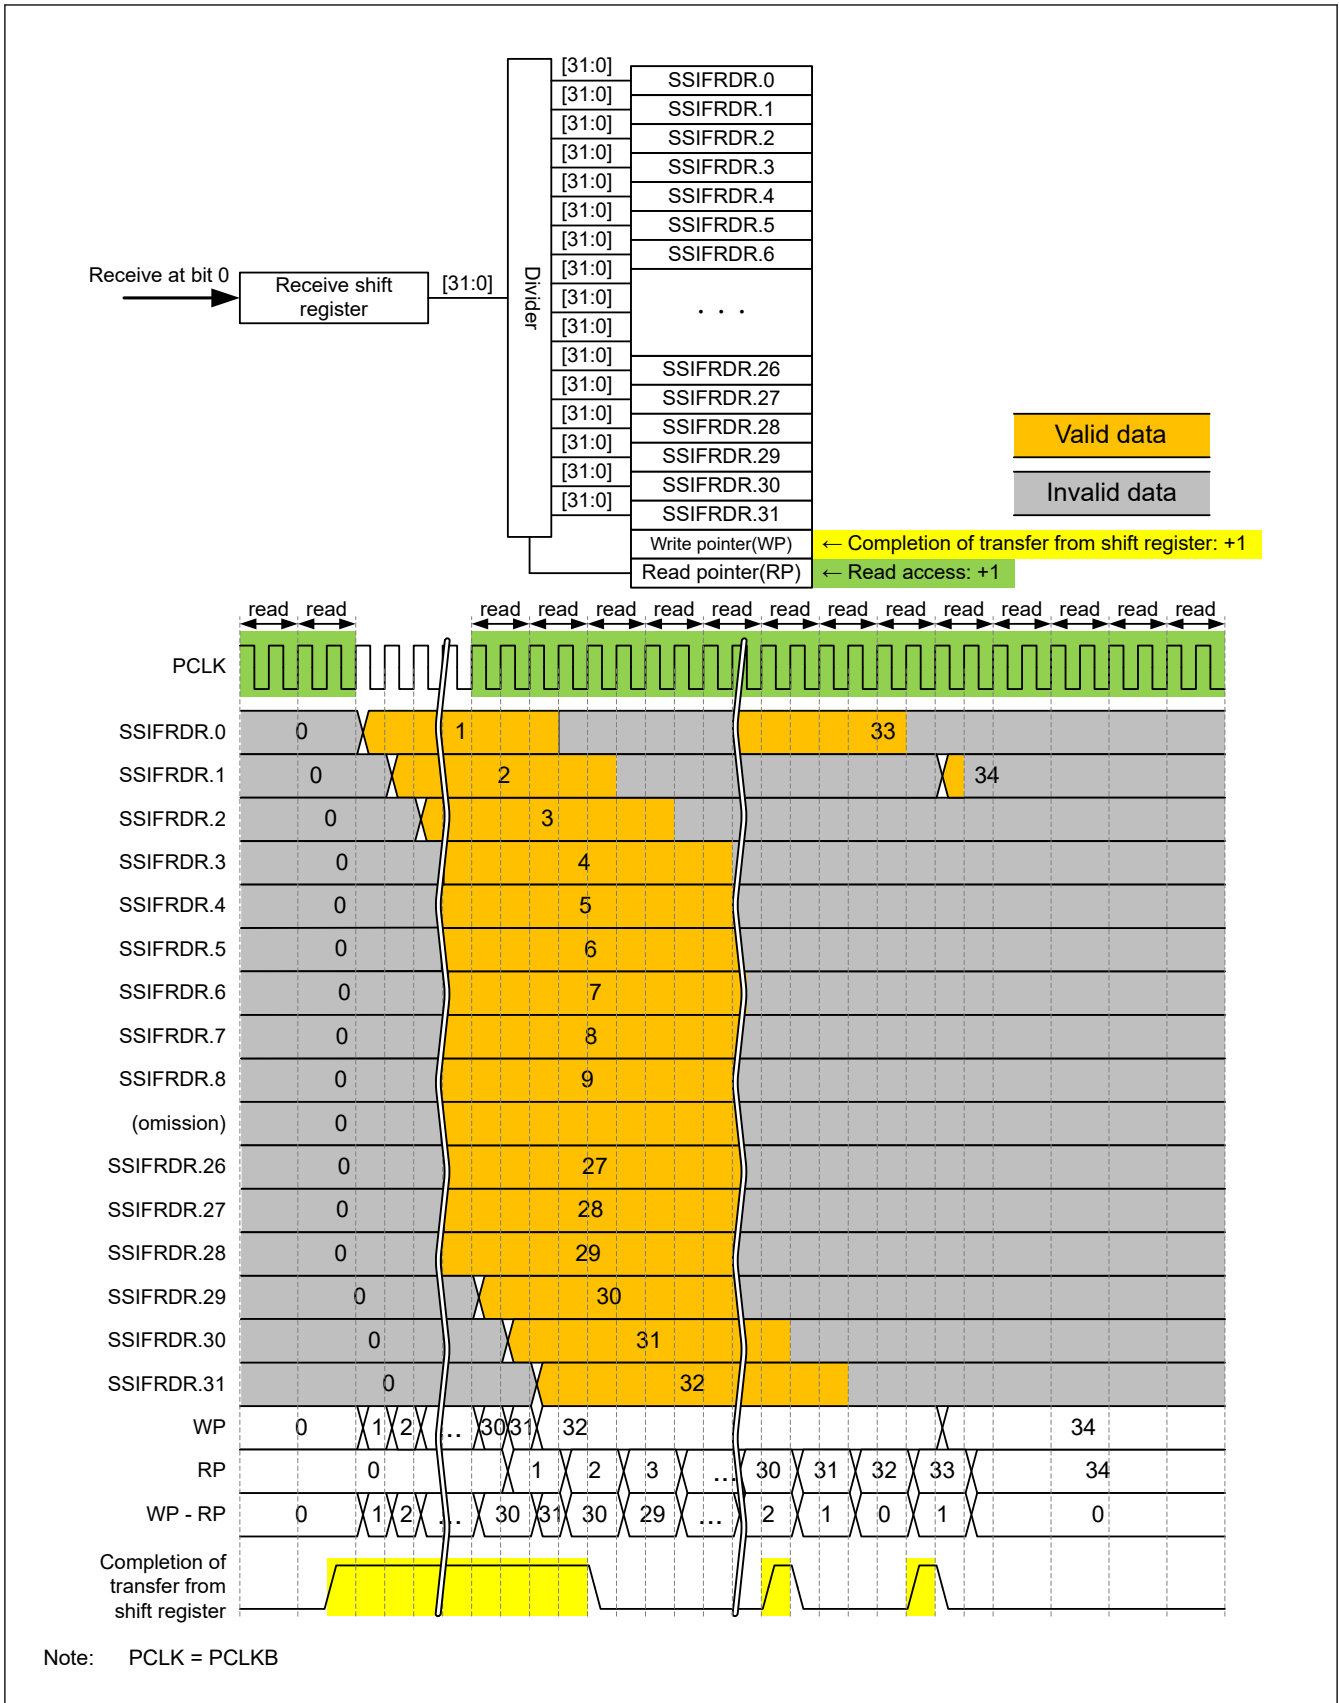 [31:0] SSIFRDR.0
[31:0] SSIFRDR.1
[31:0] SSIFRDR.2
[31:0] SSIFRDR.3
[31:0] SSIFRDR.4
[31:0] SSIFRDR.5
[31:0] SSIFRDR.6
[31:0]
[31:0] . . .
[31:0]
[31:0] SSIFRDR.26
[31:0] SSIFRDR.27
[31:0] SSIFRDR.28
[31:0] SSIFRDR.29
[31:0] SSIFRDR.30
[31:0] SSIFRDR.31
Receive at bit 0
Receive shift
register
[31:0]
Divider
Valid data
Invalid data
Write pointer(WP) ← Completion of transfer from shift register: +1
Read pointer(RP) ← Read access: +1
read read read read read read read read read read read read read read read
PCLK
SSIFRDR.0 0 1 33
SSIFRDR.1 0 2 34
SSIFRDR.2 0 3
SSIFRDR.3 0 4
SSIFRDR.4 0 5
SSIFRDR.5 0 6
SSIFRDR.6 0 7
SSIFRDR.7 0 8
SSIFRDR.8 0 9
(omission) 0
SSIFRDR.26 0 27
SSIFRDR.27 0 28
SSIFRDR.28 0 29
SSIFRDR.29 0 30
SSIFRDR.30 0 31
SSIFRDR.31 0 32
WP 0 1 2 ... 30 31 32 34
RP 0 1 2 3 ... 30 31 32 33 34
WP - RP 0 1 2 ... 30 31 30 29 ... 2 1 0 1 0
Completion of
transfer from
shift register
Note: PCLK = PCLKB